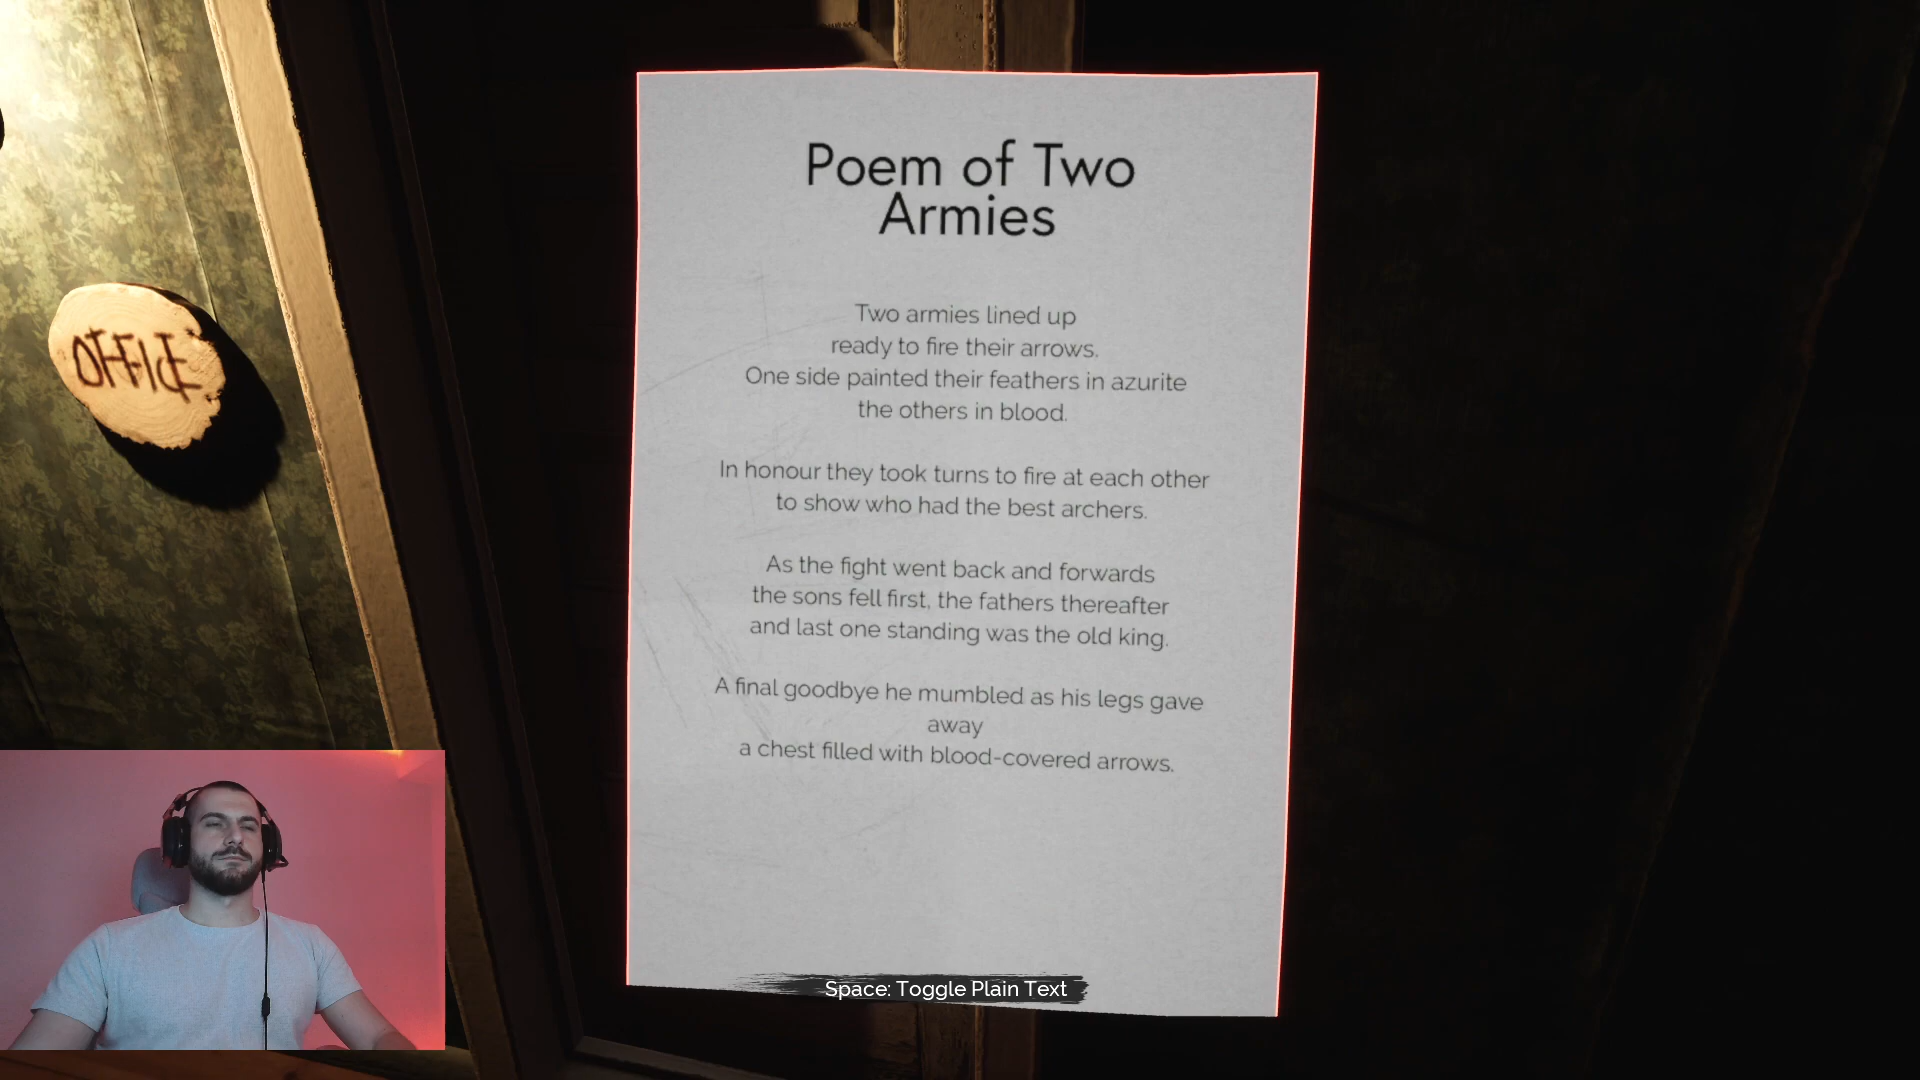 OFFICE
Poem of Two
Armies
Two armies lined up
ready to fire their arrows.
One side painted their feathers in azurite
the others in blood.
In honour they took turns to fire at each other
to show who had the best archers.
As the fight went back and forwards
the sons fell first, the fathers thereafter
and last one standing was the old king.
A final goodbye he mumbled as his legs gave
away
a chest filled with blood-covered arrows.
Space: Toggle Plain Text